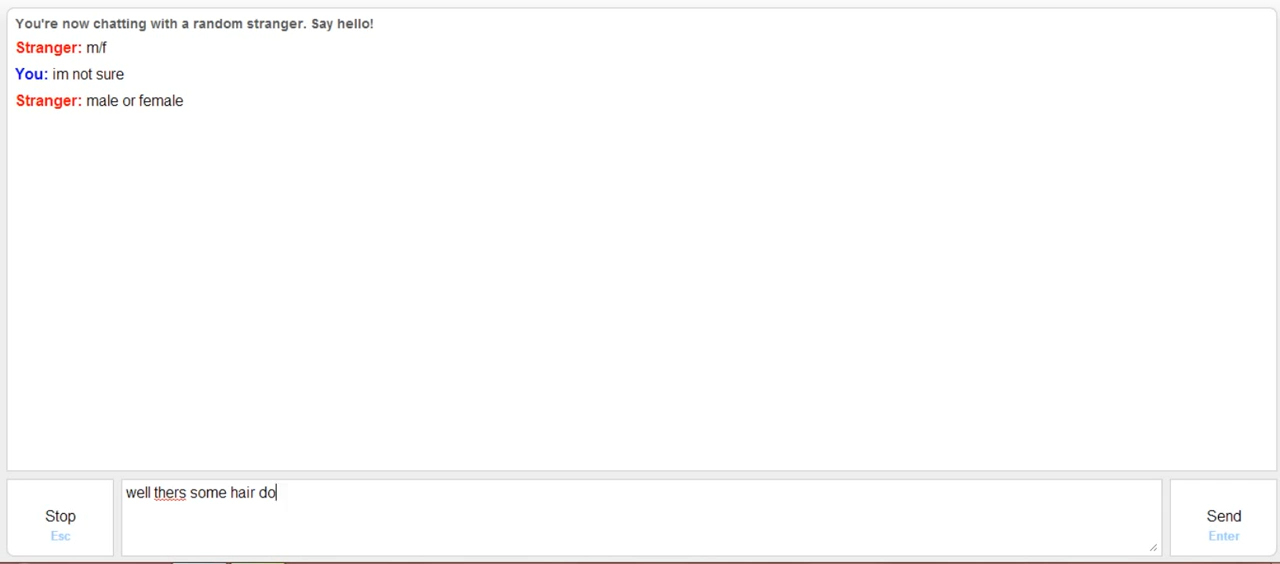 You're now chatting with a random stranger. Say hello!
Stranger: m/f
You: im not sure
Stranger: male or female
well thers some hair do
Stop
Esc
Send
Enter